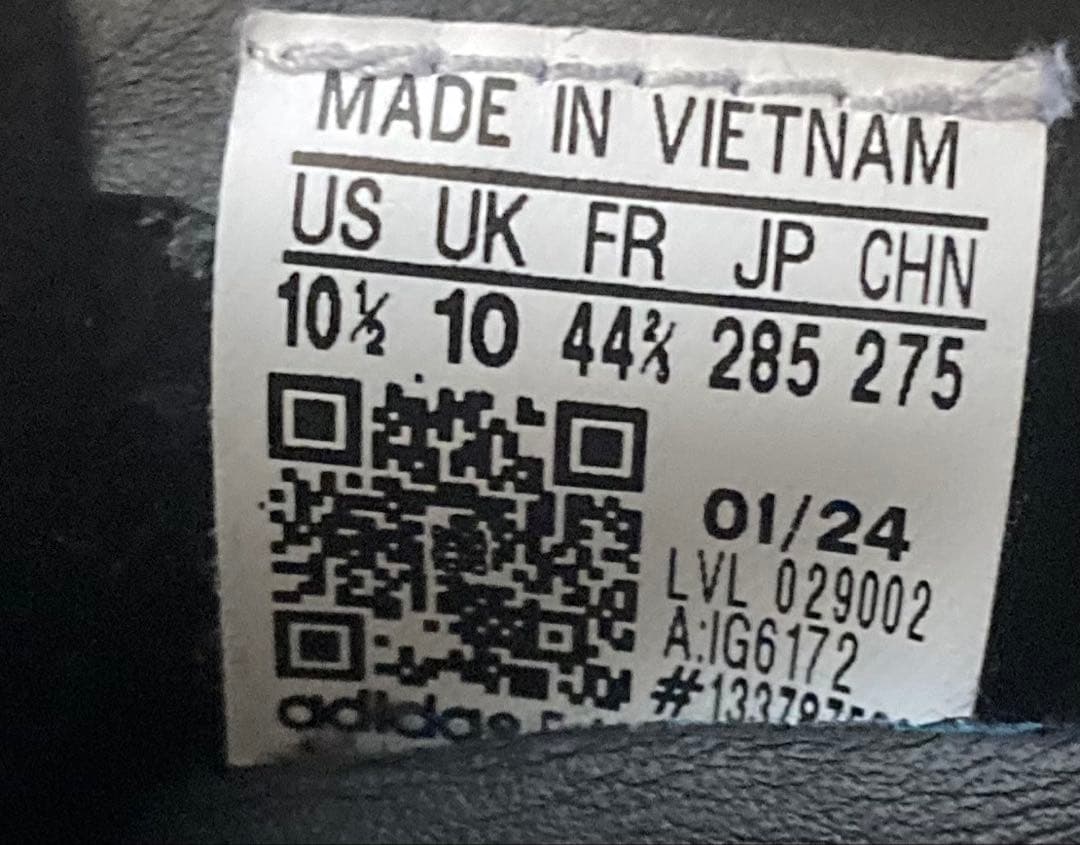 MADE IN VIETNAM
US UK FR JP CHN
10½ 10 44⅔ 285 275
01/24
LVL 029002
A:IG6172
adidas